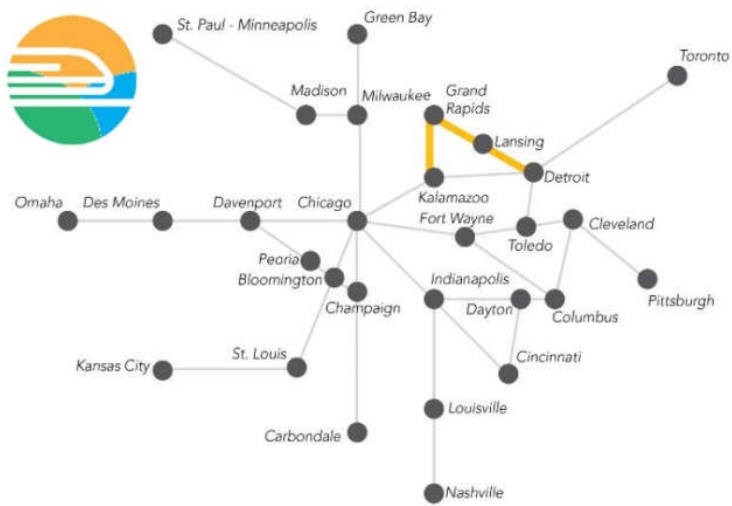 St. Paul - Minneapolis
Green Bay
Toronto
Madison
Milwaukee
Grand
Rapids
Lansing
Detroit
Kalamazoo
Omaha
Des Moines
Davenport
Chicago
Fort Wayne
Cleveland
Toledo
Peoria
Bloomington
Indianapolis
Pittsburgh
Champaign
Dayton
Columbus
St. Louis
Kansas City
Cincinnati
Louisville
Carbondale
Nashville